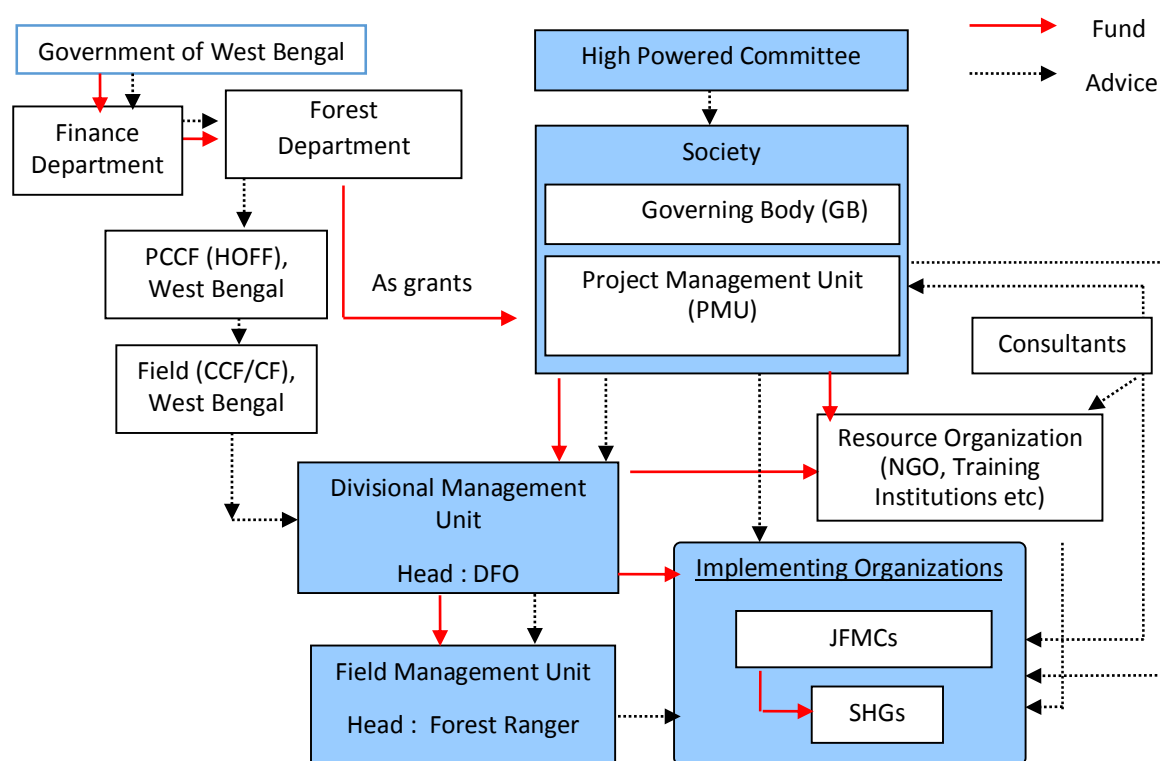 Government of West Bengal
Finance
Department
Forest
Department
PCCF (HOFF),
West Bengal
Field (CCF/CF),
West Bengal
As grants
High Powered Committee
Society
Governing Body (GB)
Project Management Unit
(PMU)
Fund
Advice
Consultants
Resource Organization
(NGO, Training
Institutions etc)
Divisional Management
Unit
Head : DFO
Field Management Unit
Head : Forest Ranger
Implementing Organizations
JFMCs
SHGs